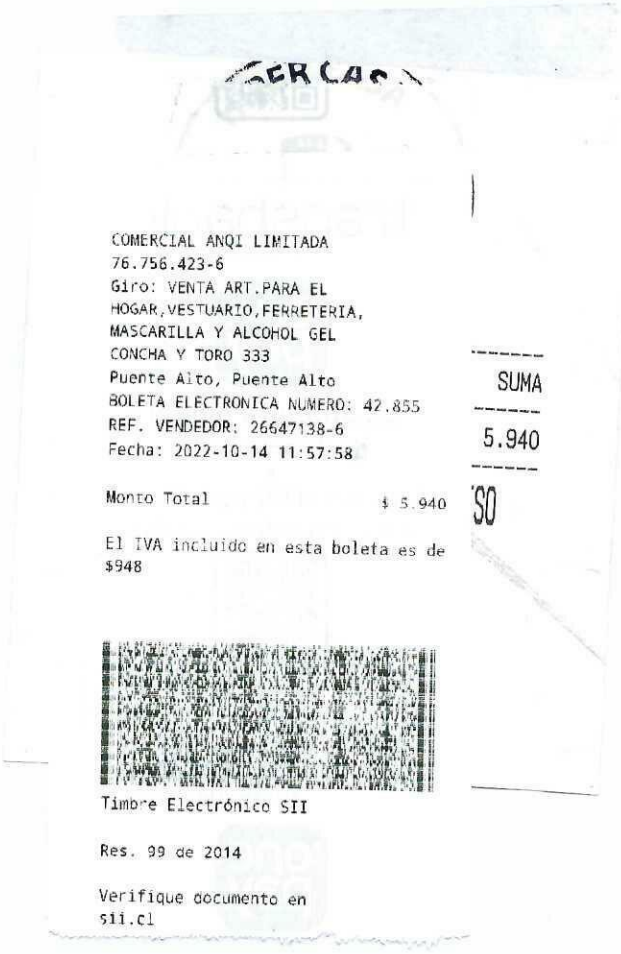 COMERCIAL ANQI LIMITADA
76.756.423-6
Giro: VENTA ART.PARA EL
HOGAR,VESTUARIO,FERRETERIA,
MASCARILLA Y ALCOHOL GEL
CONCHA Y TORO 333
Puente Alto, Puente Alto
BOLETA ELECTRONICA NUMERO: 42.855
REF. VENDEDOR: 26647138-6
Fecha: 2022-10-14 11:57:58
Monto Total $ 5.940
El IVA incluido en esta boleta es de
$948
Timbre Electrónico SII
Res. 99 de 2014
Verifique documento en
sii.cl
SUMA
5.940